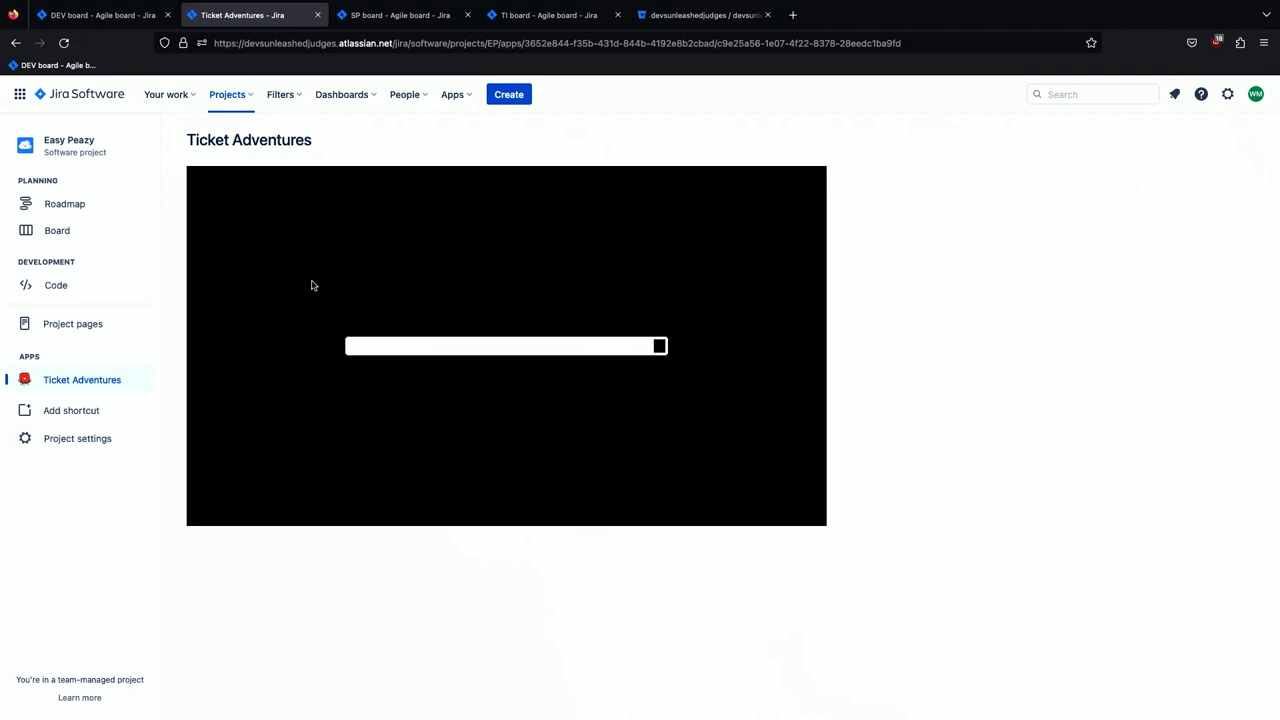 DEV board - Agile board - Jira
Ticket Adventures - Jira
SP board - Agile board - Jira
TI board - Agile board - Jira
devsunleashedjudges / devsunle
https://devsunleashedjudges.atlassian.net/jira/software/projects/EP/apps/3652e844-f35b-431d-844b-4192e8b2cbad/c9e25a56-1e07-4f22-8378-28eedc1ba9fd
18
DEV board - Agile b...
Jira Software
Your work
Projects
Filters
Dashboards
People
Apps
Create
Search
WM
Easy Peazy
Software project
Ticket Adventures
PLANNING
Roadmap
Board
DEVELOPMENT
Code
Project pages
APPS
Ticket Adventures
Add shortcut
Project settings
You're in a team-managed project
Learn more